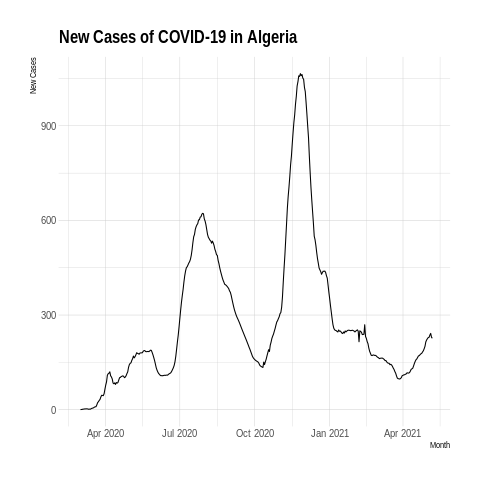 New Cases of COVID-19 in Algeria
New Cases
900
600
300
0
Apr 2020 Jul 2020 Oct 2020 Jan 2021 Apr 2021
Month